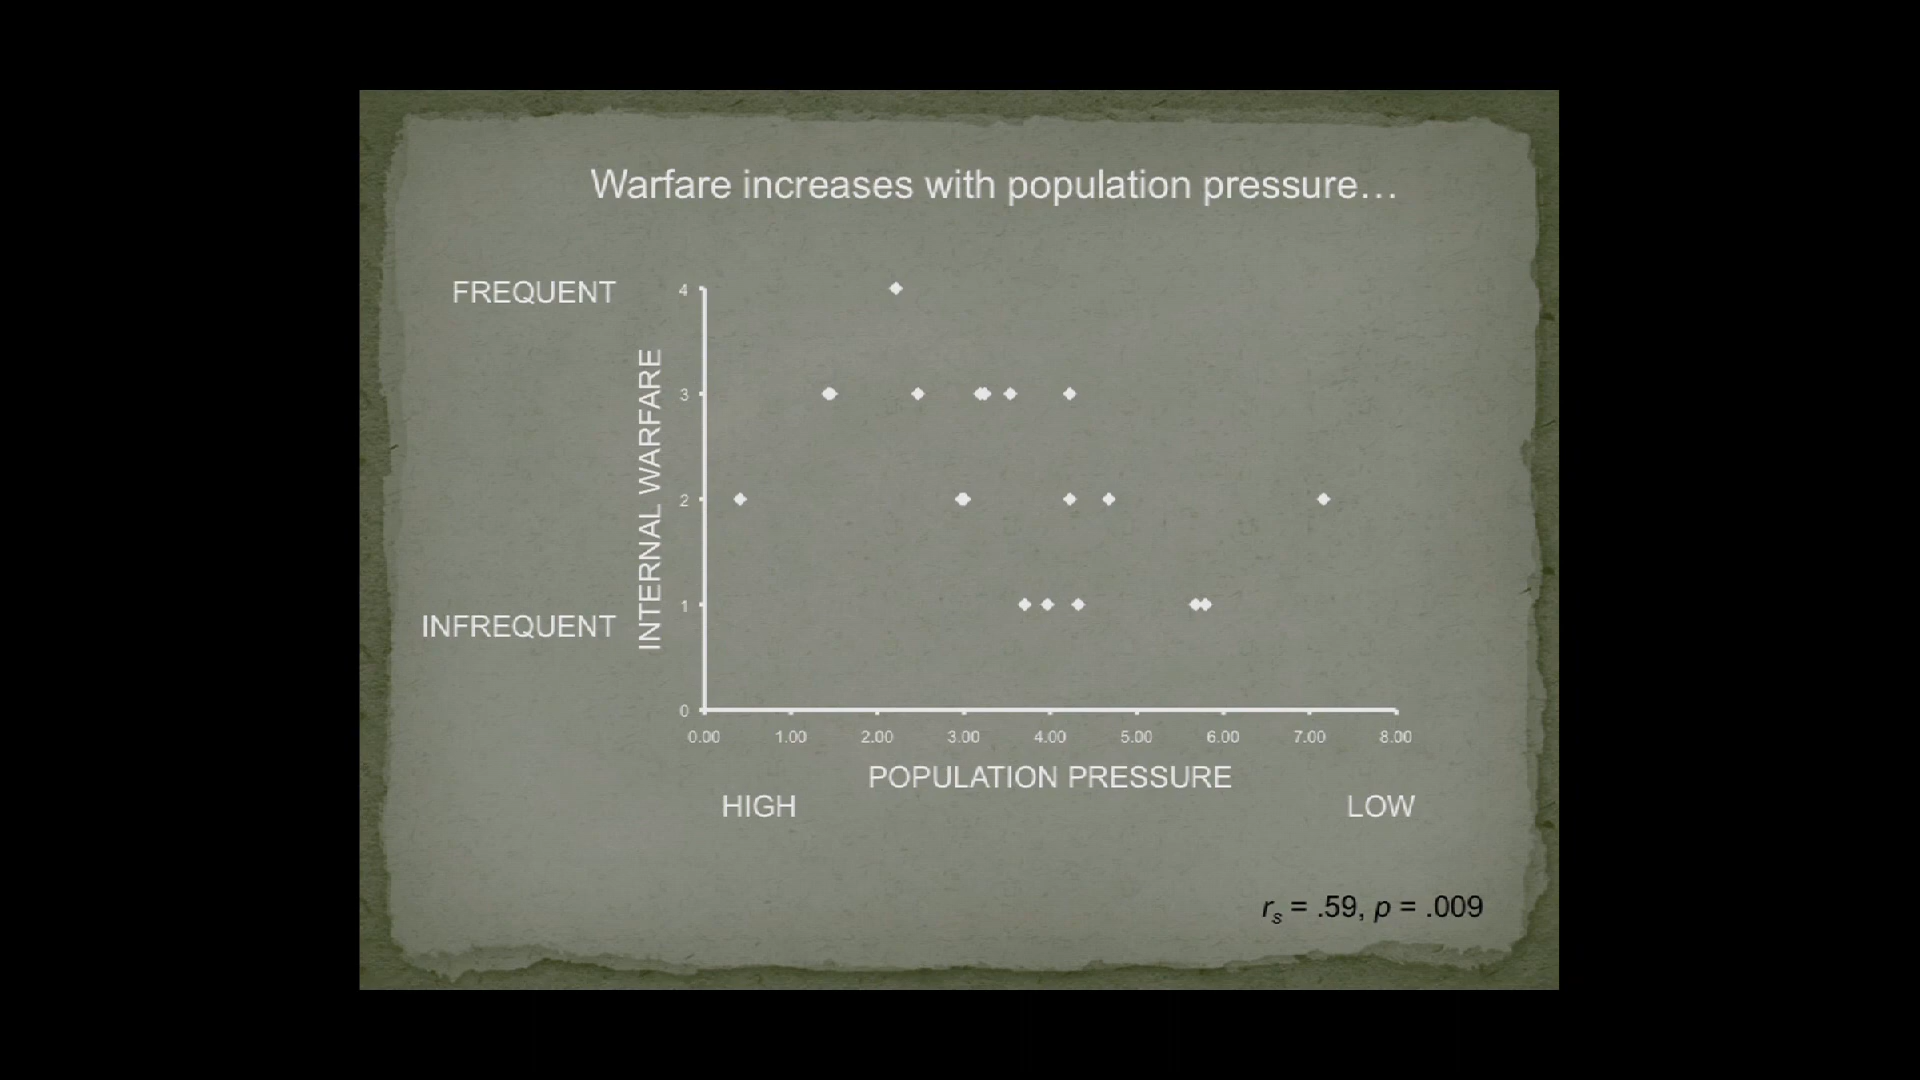 Warfare increases with population pressure…
FREQUENT
INTERNAL WARFARE
INFREQUENT
4
3
2
1
0
0.00 1.00 2.00 3.00 4.00 5.00 6.00 7.00 8.00
POPULATION PRESSURE
HIGH LOW
rs = .59, p = .009